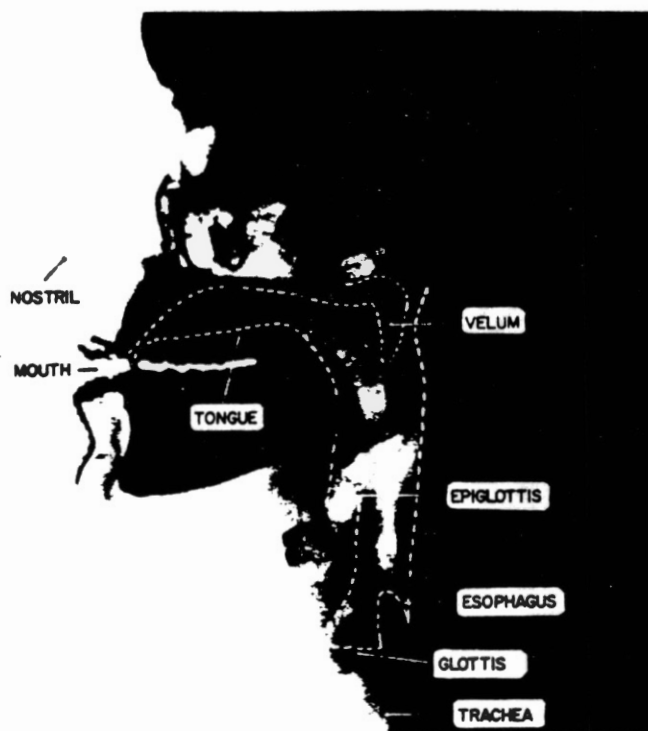 NOSTRIL
VELUM
MOUTH
TONGUE
EPIGLOTTIS
ESOPHAGUS
GLOTTIS
TRACHEA